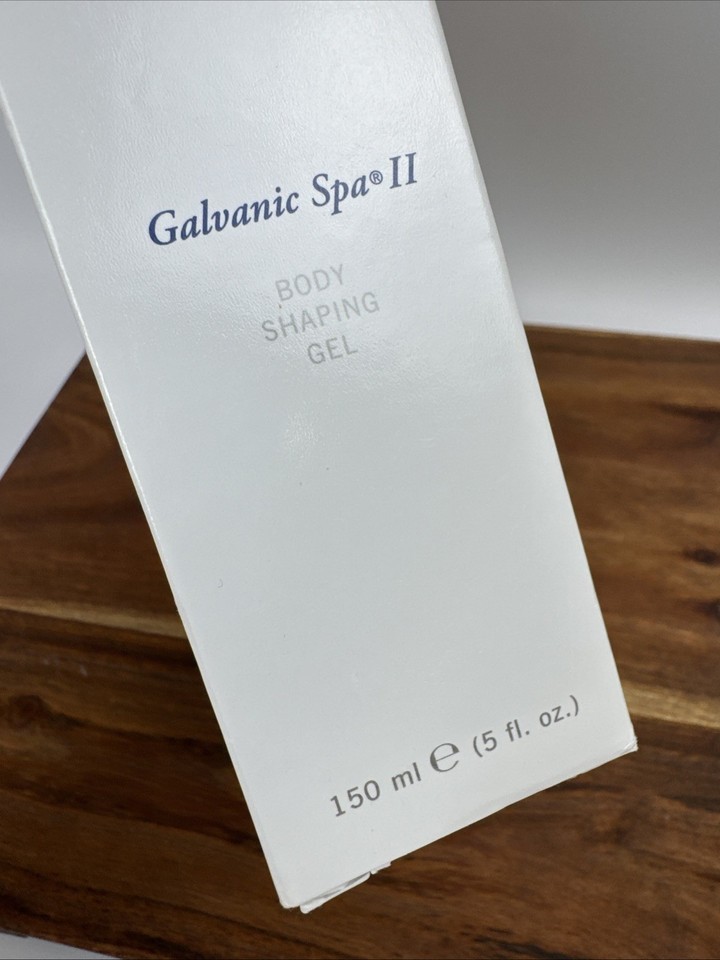 Galvanic Spa® II
BODY
SHAPING
GEL
150 ml ℮ (5 fl. oz.)